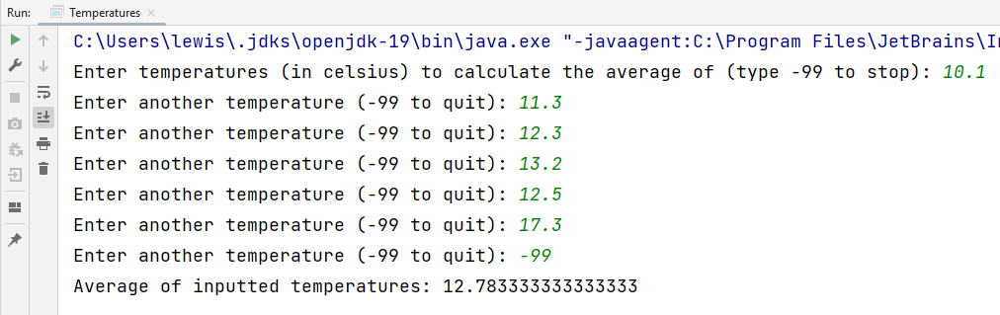 Run: Temperatures
C:\Users\lewis\.jdks\openjdk-19\bin\java.exe "-javaagent:C:\Program Files\JetBrains\
Enter temperatures (in celsius) to calculate the average of (type -99 to stop): 10.1
Enter another temperature (-99 to quit): 11.3
Enter another temperature (-99 to quit): 12.3
Enter another temperature (-99 to quit): 13.2
Enter another temperature (-99 to quit): 12.5
Enter another temperature (-99 to quit): 17.3
Enter another temperature (-99 to quit): -99
Average of inputted temperatures: 12.783333333333333